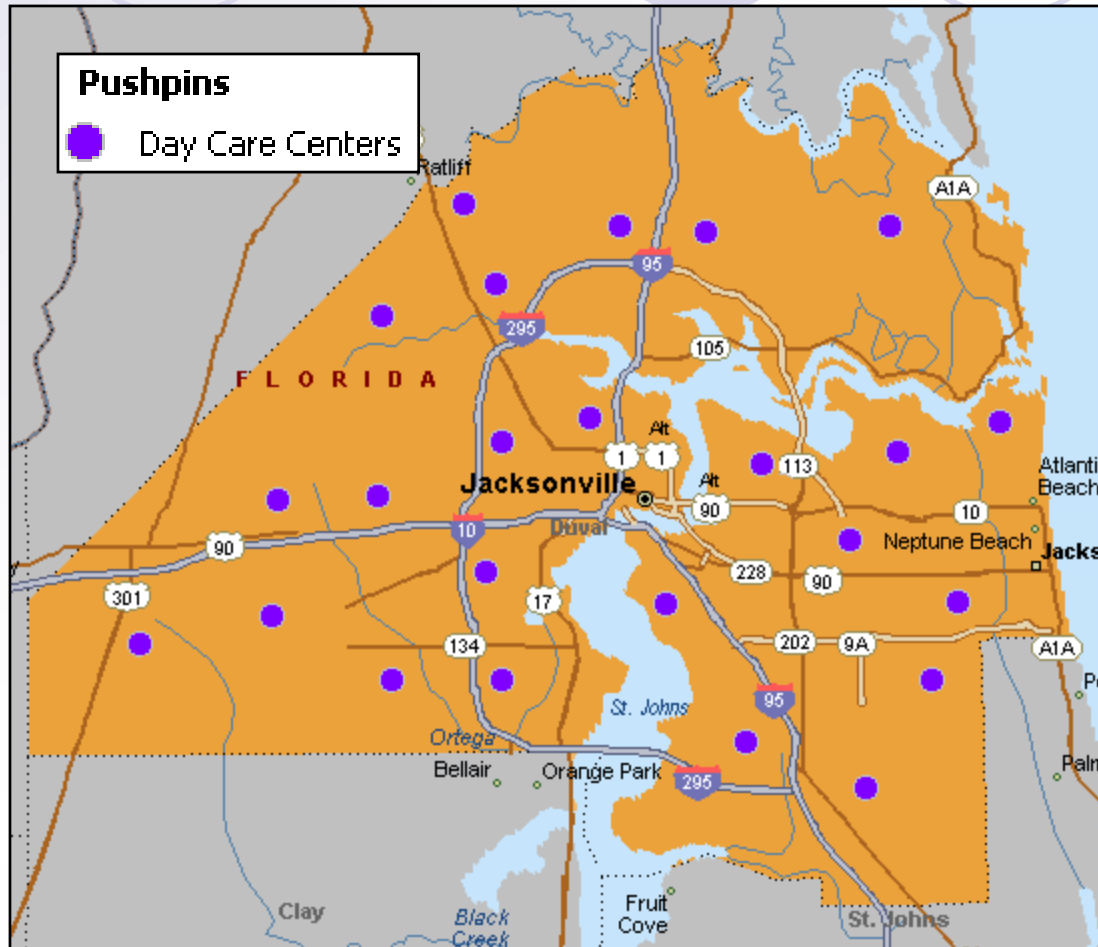 Pushpins
Day Care Centers
Ratliff
A1A
95
295
105
FLORIDA
Alt
1
1
113
Jacksonville
Alt
90
Atlanti
Beach
10
10
Duval
90
Neptune Beach
Jacks
301
17
228
90
134
202
9A
A1A
St. Johns
95
Ortega
Bellair
Orange Park
295
Palm
Clay
Black
Creek
Fruit
Cove
St. Johns